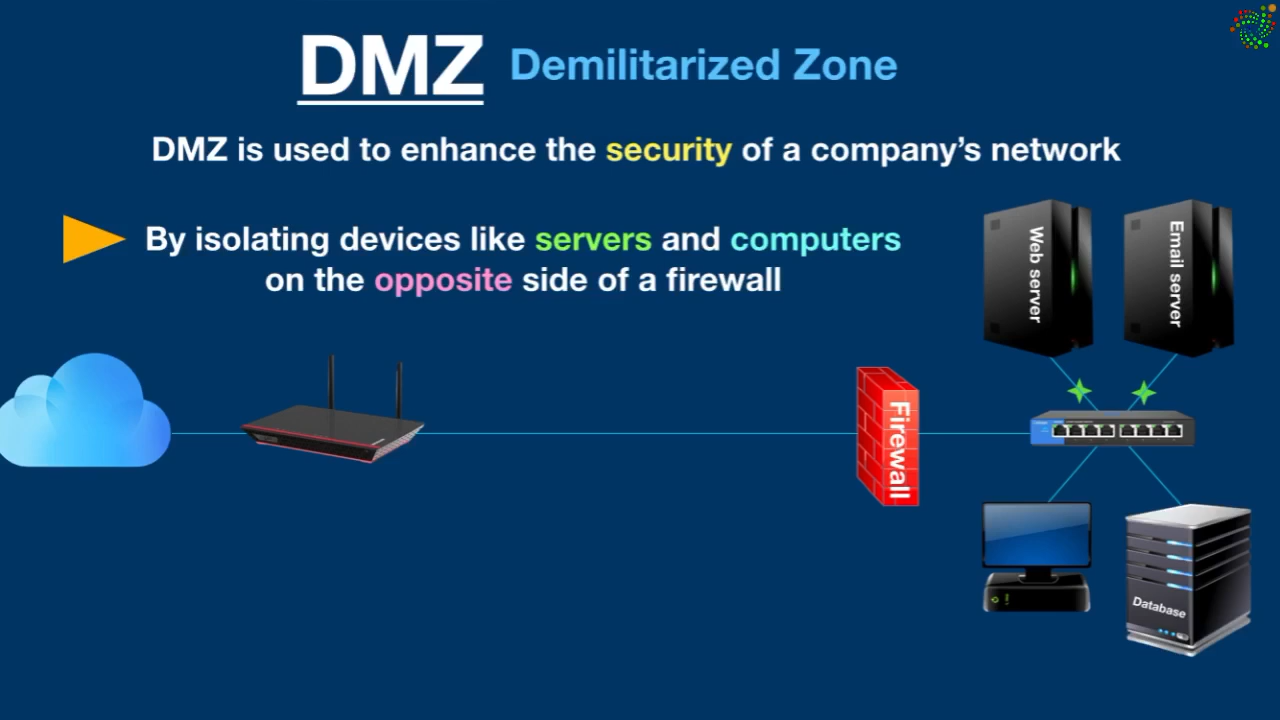 DMZ Demilitarized Zone
DMZ is used to enhance the security of a company's network
By isolating devices like servers and computers
on the opposite side of a firewall
Web server
Email server
Firewall
Database